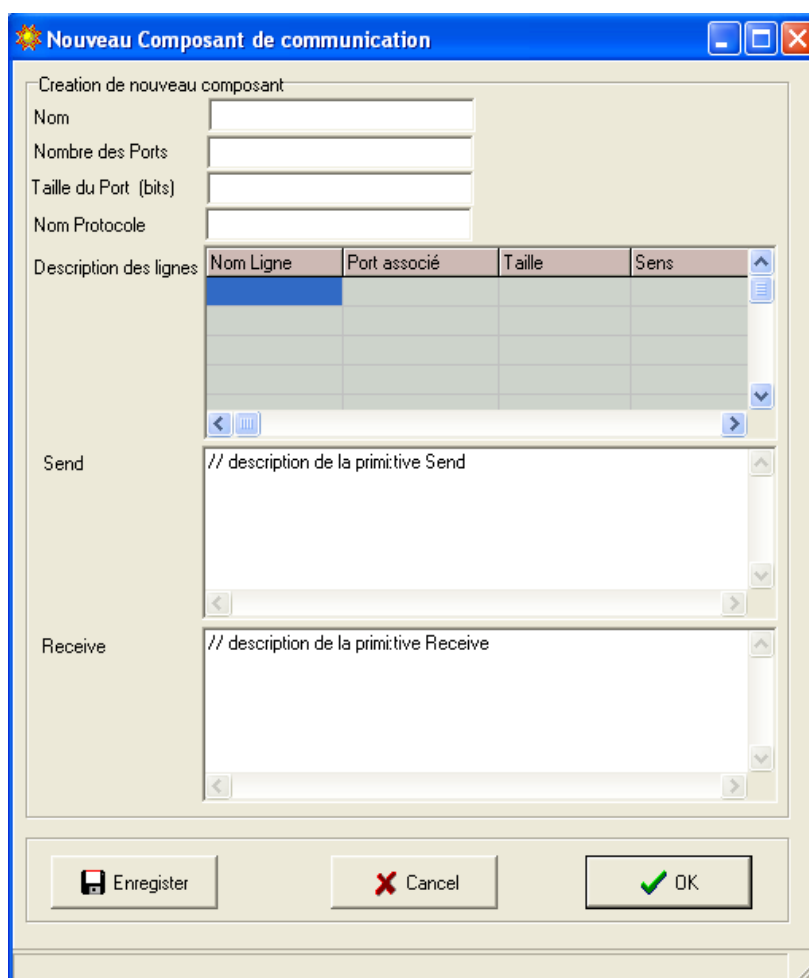 Nouveau Composant de communication
Creation de nouveau composant
Nom
Nombre des Ports
Taille du Port (bits)
Nom Protocole
Description des lignes
Nom Ligne Port associé Taille Sens
Send
// description de la primi:tive Send
Receive
// description de la primi:tive Receive
Enregister Cancel OK